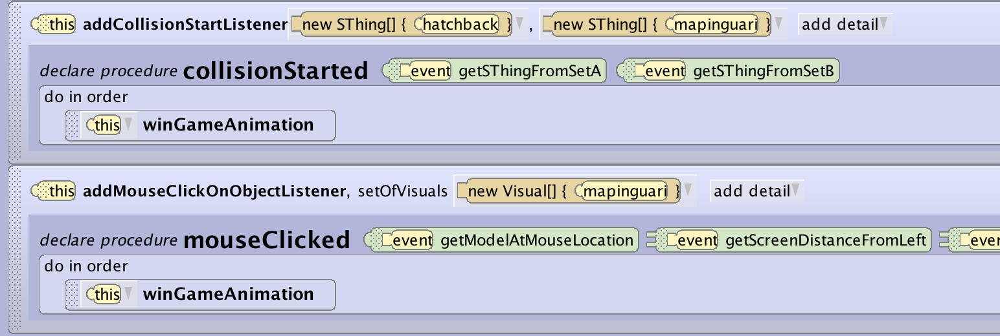 this addCollisionStartListener new SThing[] { hatchback } , new SThing[] { mapinguari } add detail
declare procedure collisionStarted event getSThingFromSetA event getSThingFromSetB
do in order
this winGameAnimation
this addMouseClickOnObjectListener, setOfVisuals new Visual[] { mapinguari } add detail
declare procedure mouseClicked event getModelAtMouseLocation event getScreenDistanceFromLeft
do in order
this winGameAnimation